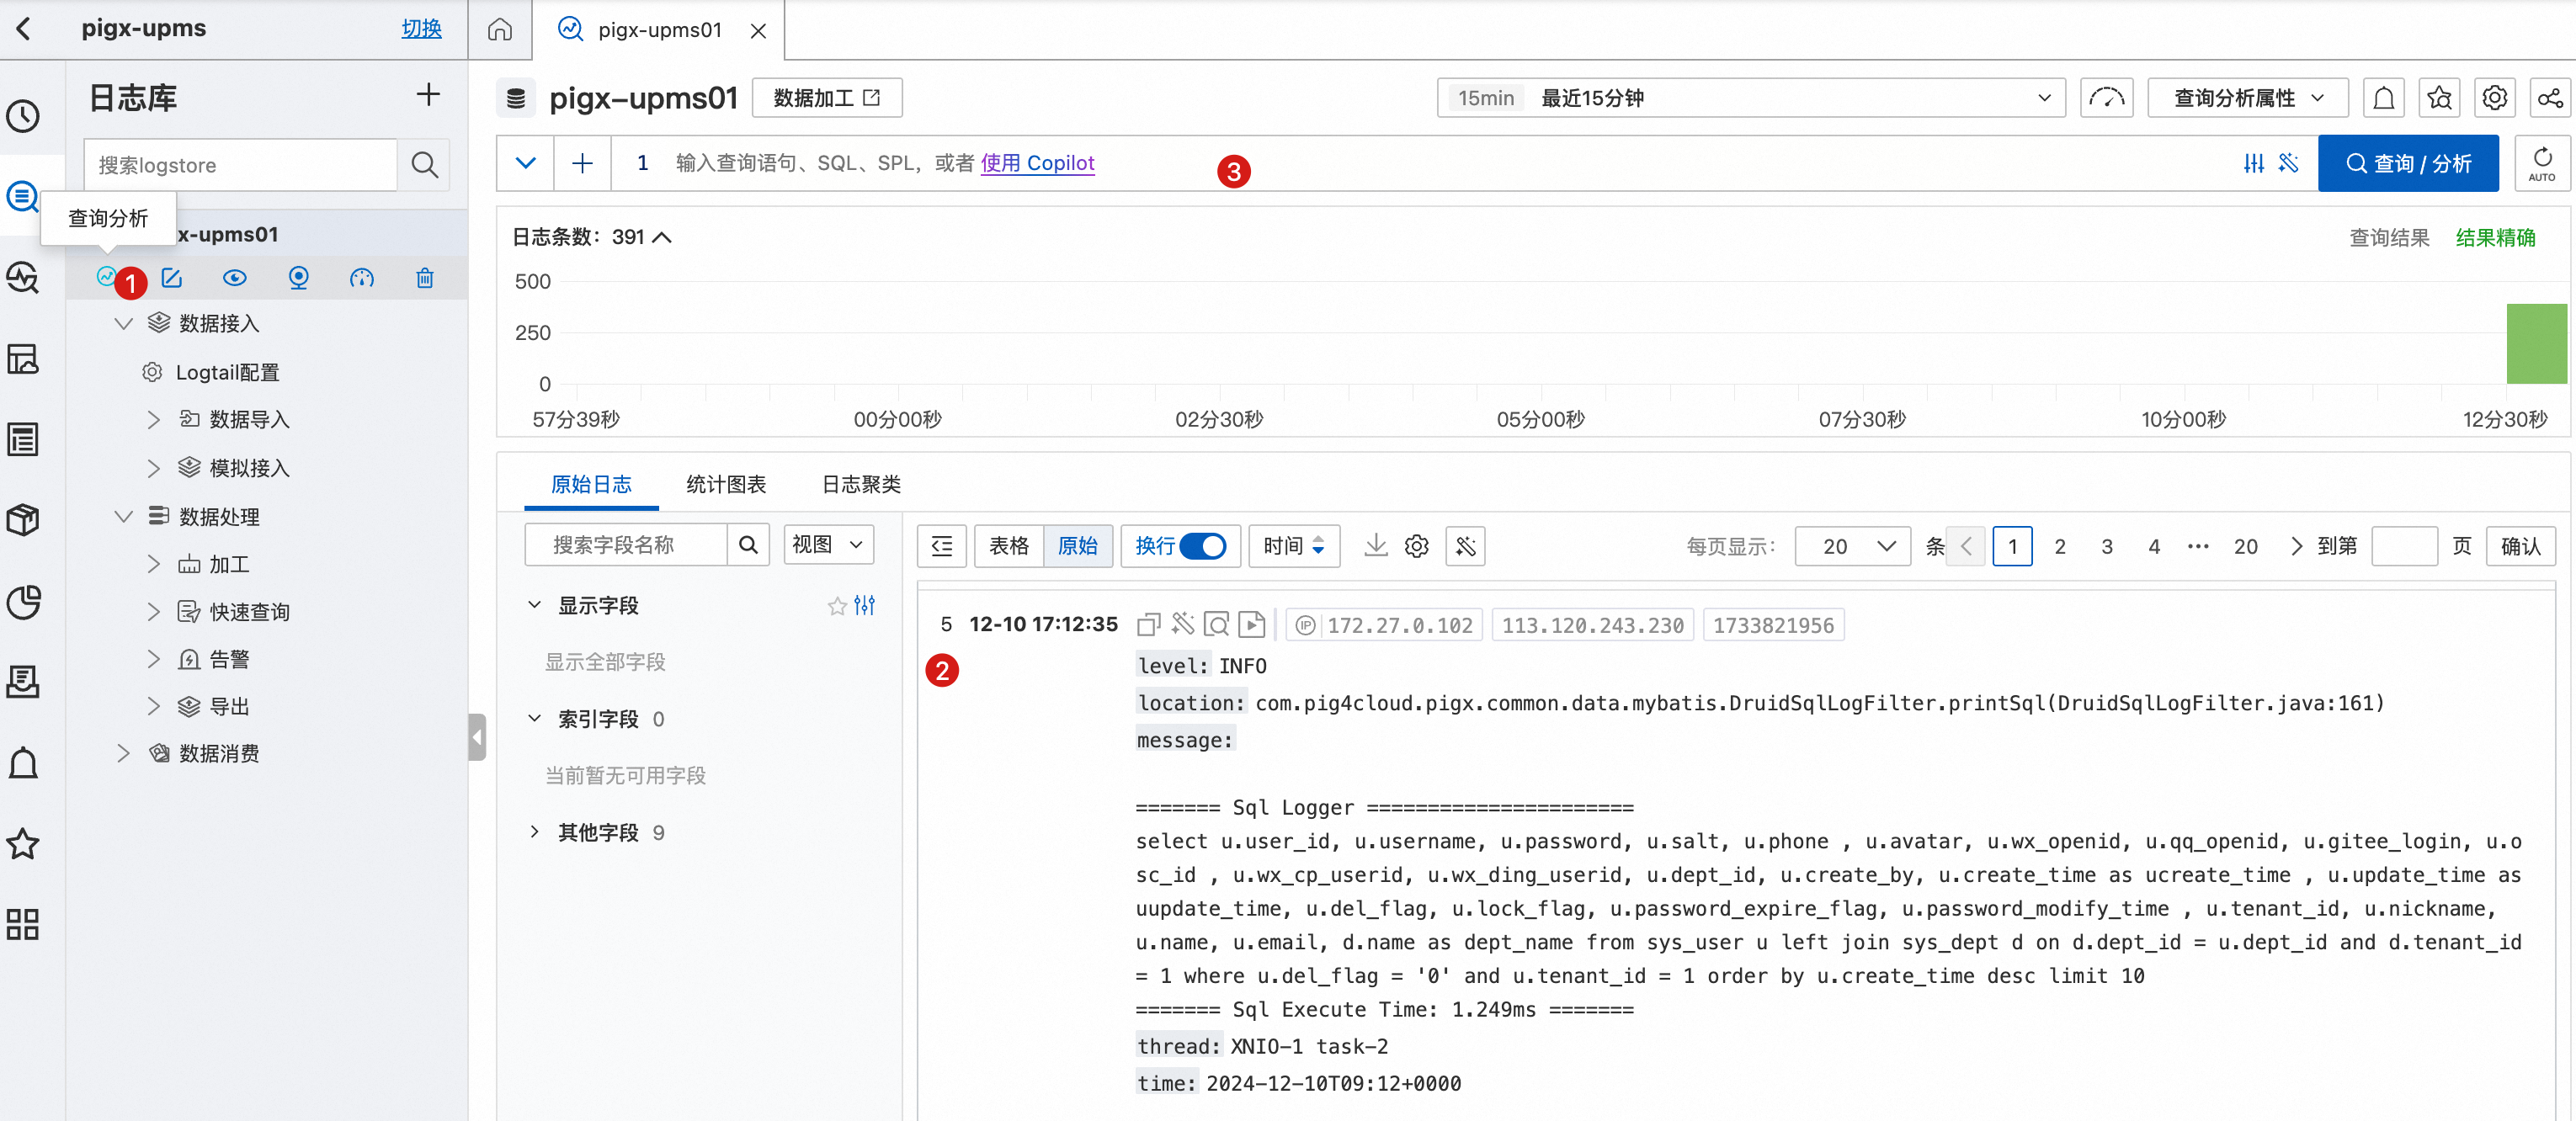 pigx-upms 切换
pigx-upms01
日志库
搜索logstore
查询分析
x-upms01
1
数据接入
Logtail配置
数据导入
模拟接入
数据处理
加工
快速查询
告警
导出
数据消费
pigx-upms01 数据加工
15min 最近15分钟 查询分析属性
1 输入查询语句、SQL、SPL，或者 使用 Copilot 3 查询 / 分析 AUTO
日志条数：391 查询结果 结果精确
500
250
0
57分39秒 00分00秒 02分30秒 05分00秒 07分30秒 10分00秒 12分30秒
原始日志 统计图表 日志聚类
搜索字段名称 视图
显示字段
显示全部字段
索引字段 0
当前暂无可用字段
其他字段 9
表格 原始 换行 时间 每页显示： 20 条 1 2 3 4 ··· 20 到第 页 确认
5 12-10 17:12:35 IP 172.27.0.102 113.120.243.230 1733821956
2
level: INFO
location: com.pig4cloud.pigx.common.data.mybatis.DruidSqlLogFilter.printSql(DruidSqlLogFilter.java:161)
message:
======= Sql Logger ======================
select u.user_id, u.username, u.password, u.salt, u.phone , u.avatar, u.wx_openid, u.qq_openid, u.gitee_login, u.o
sc_id , u.wx_cp_userid, u.wx_ding_userid, u.dept_id, u.create_by, u.create_time as ucreate_time , u.update_time as
uupdate_time, u.del_flag, u.lock_flag, u.password_expire_flag, u.password_modify_time , u.tenant_id, u.nickname,
u.name, u.email, d.name as dept_name from sys_user u left join sys_dept d on d.dept_id = u.dept_id and d.tenant_id
= 1 where u.del_flag = '0' and u.tenant_id = 1 order by u.create_time desc limit 10
======= Sql Execute Time: 1.249ms =======
thread: XNIO-1 task-2
time: 2024-12-10T09:12+0000